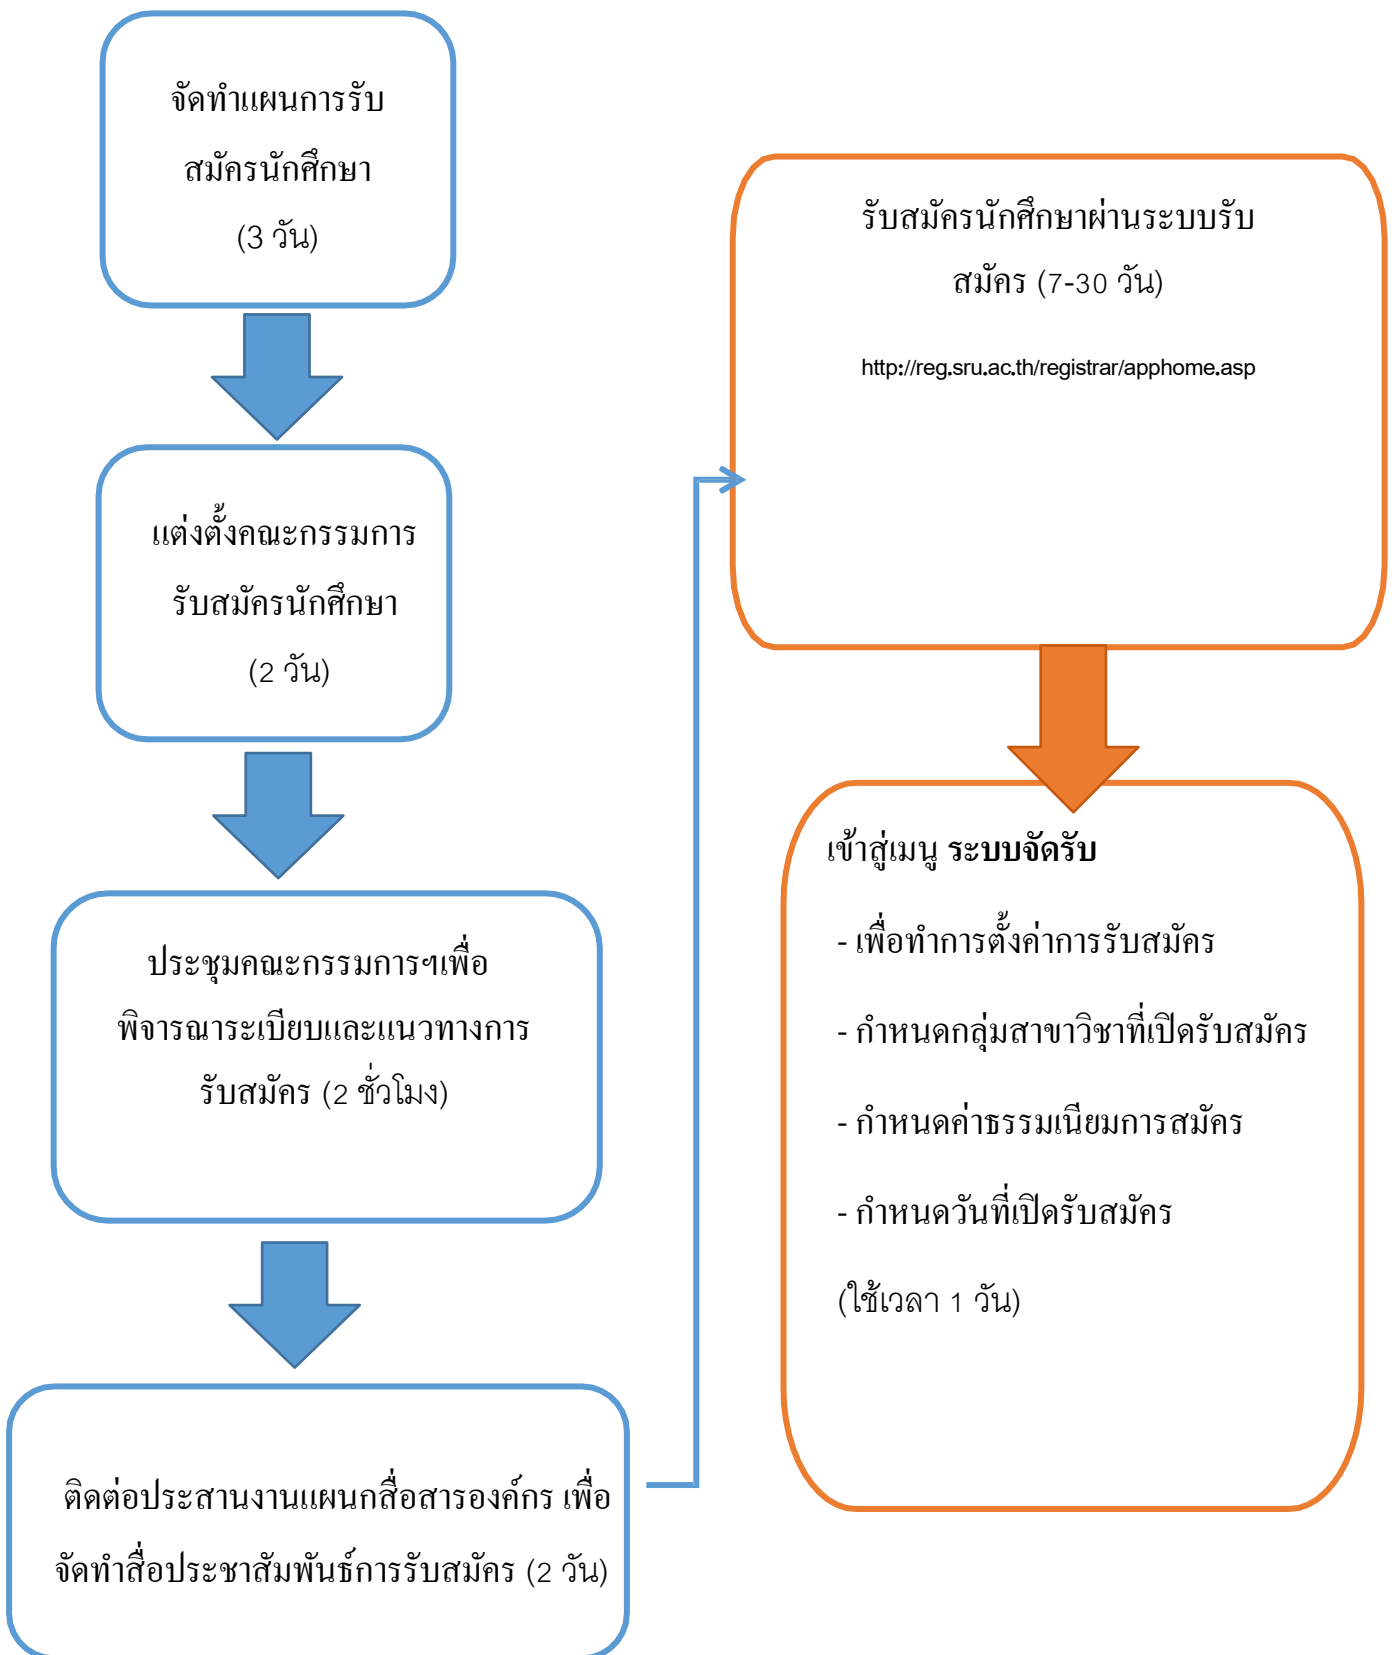 จัดทำแผนการรับ
สมัครนักศึกษา
(3 วัน)
แต่งตั้งคณะกรรมการ
รับสมัครนักศึกษา
(2 วัน)
ประชุมคณะกรรมการฯเพื่อ
พิจารณาระเบียบและแนวทางการ
รับสมัคร (2 ชั่วโมง)
ติดต่อประสานงานแผนกสื่อสารองค์กร เพื่อ
จัดทำสื่อประชาสัมพันธ์การรับสมัคร (2 วัน)
รับสมัครนักศึกษาผ่านระบบรับ
สมัคร (7-30 วัน)
http://reg.sru.ac.th/registrar/apphome.asp
เข้าสู่เมนู ระบบจัดรับ
- เพื่อทำการตั้งค่าการรับสมัคร
- กำหนดกลุ่มสาขาวิชาที่เปิดรับสมัคร
- กำหนดค่าธรรมเนียมการสมัคร
- กำหนดวันที่เปิดรับสมัคร
(ใช้เวลา 1 วัน)